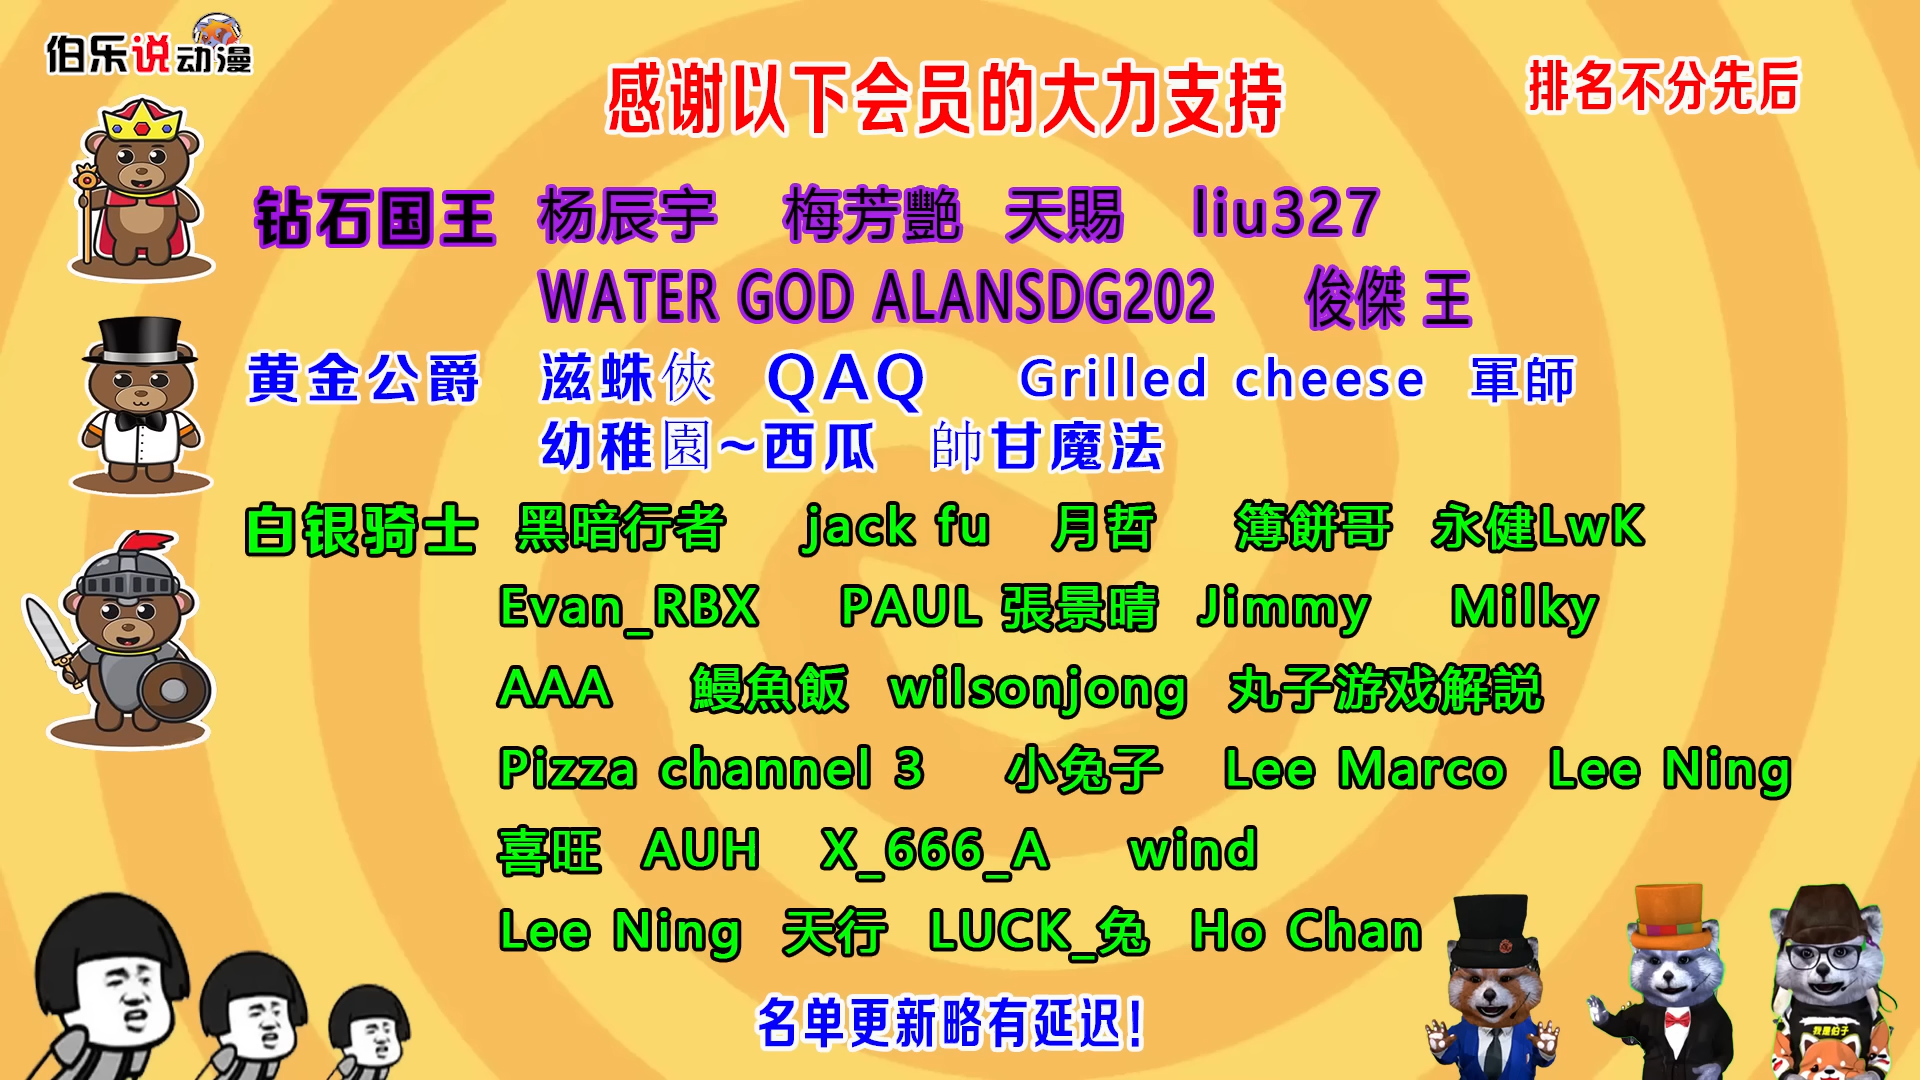 伯乐说动漫
感谢以下会员的大力支持
排名不分先后
钻石国王 杨辰宇 梅芳艷 天賜 liu327
WATER GOD ALANSDG202 俊傑 王
黄金公爵 滋蛛俠 QAQ Grilled cheese 軍師
幼稚園~西瓜 帥甘魔法
白银骑士 黑暗行者 jack fu 月哲 簿餅哥 永健LwK
Evan_RBX PAUL 張景晴 Jimmy Milky
AAA 鰻魚飯 wilsonjong 丸子游戏解説
Pizza channel 3 小兔子 Lee Marco Lee Ning
喜旺 AUH X_666_A wind
Lee Ning 天行 LUCK_兔 Ho Chan
名单更新略有延迟!